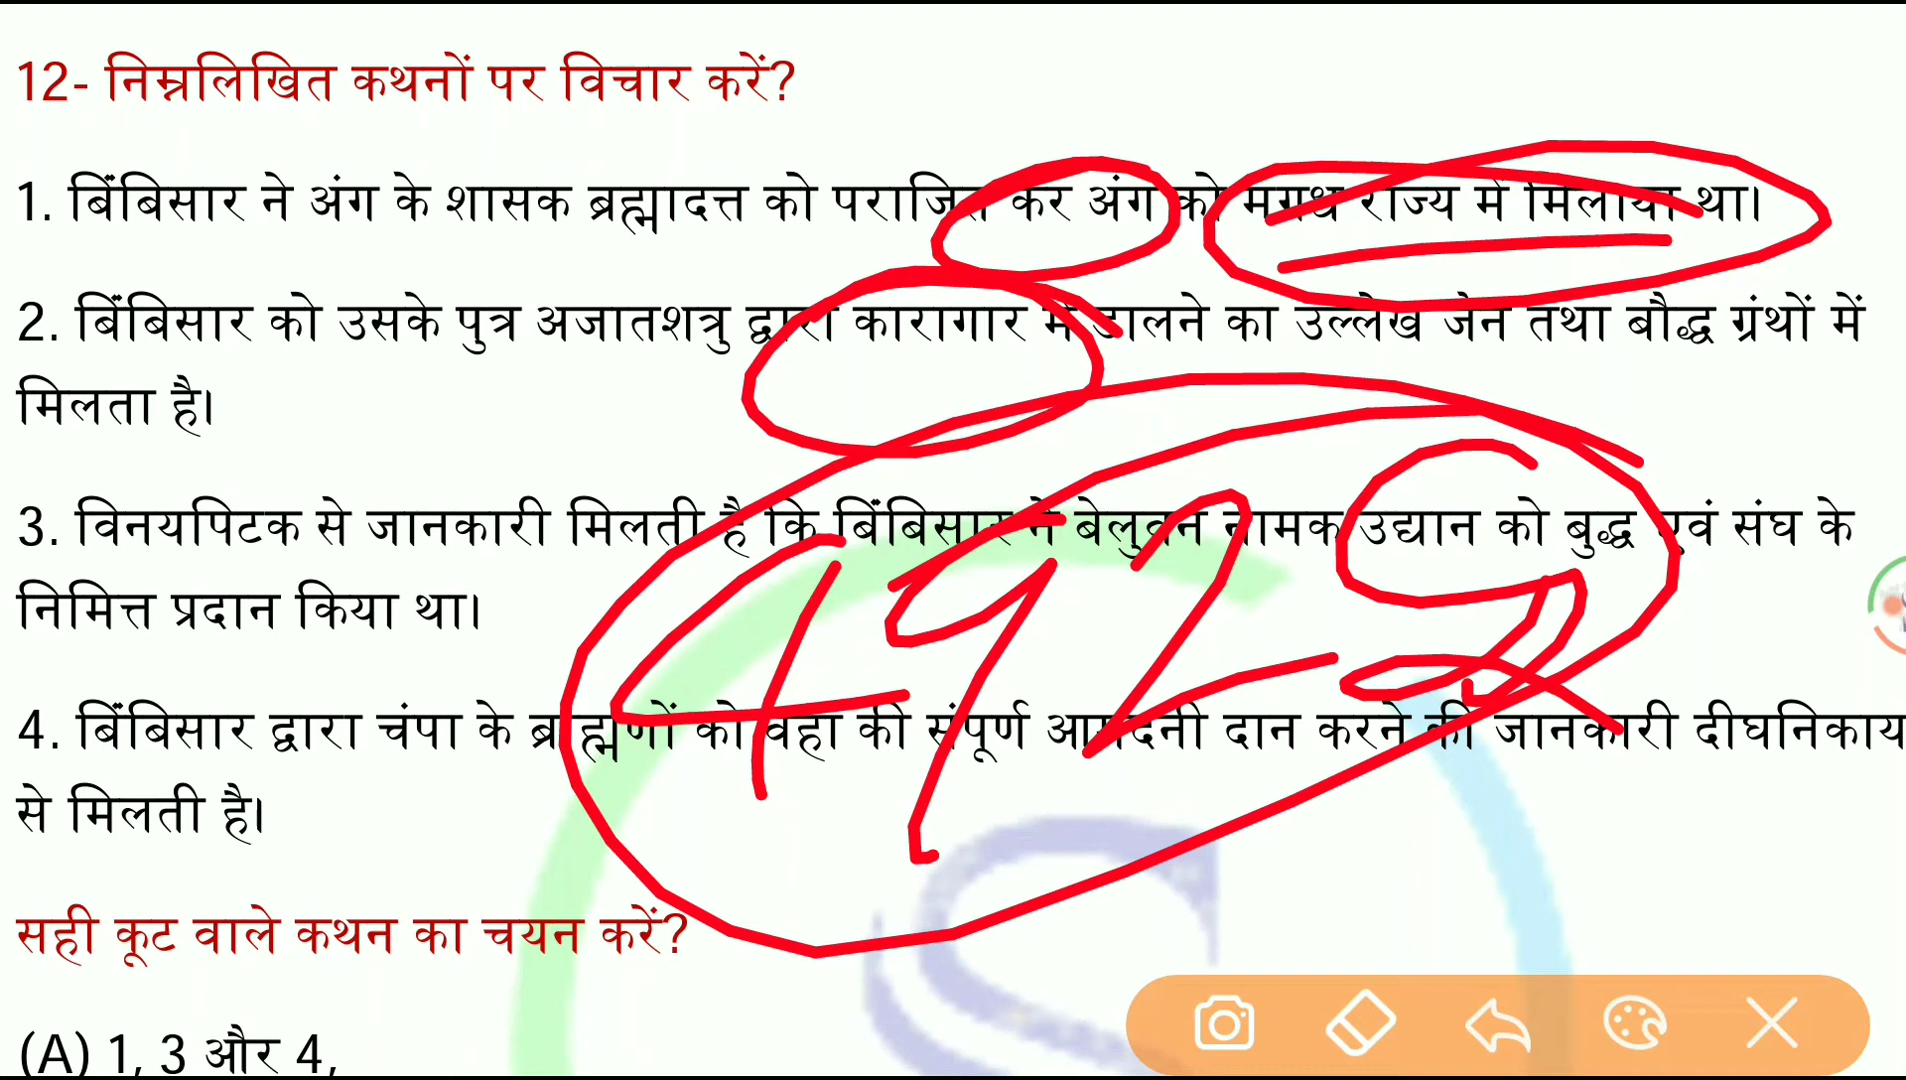 12- निम्नलिखित कथनों पर विचार करें?
1. बिंबिसार ने अंग के शासक ब्रह्मादत्त को पराजित कर अंग को मगध राज्य में मिलाया था।
2. बिंबिसार को उसके पुत्र अजातशत्रु द्वारा कारागार में डालने का उल्लेख जैन तथा बौद्ध ग्रंथों में
मिलता है।
3. विनयपिटक से जानकारी मिलती है कि बिंबिसार ने बेलुवन नामक उद्यान को बुद्ध एवं संघ के
निमित्त प्रदान किया था।
4. बिंबिसार द्वारा चंपा के ब्राह्मणों को वहां की संपूर्ण आमदनी दान करने की जानकारी दीघनिकाय
से मिलती है।
सही कूट वाले कथन का चयन करें?
(A) 1, 3 और 4,